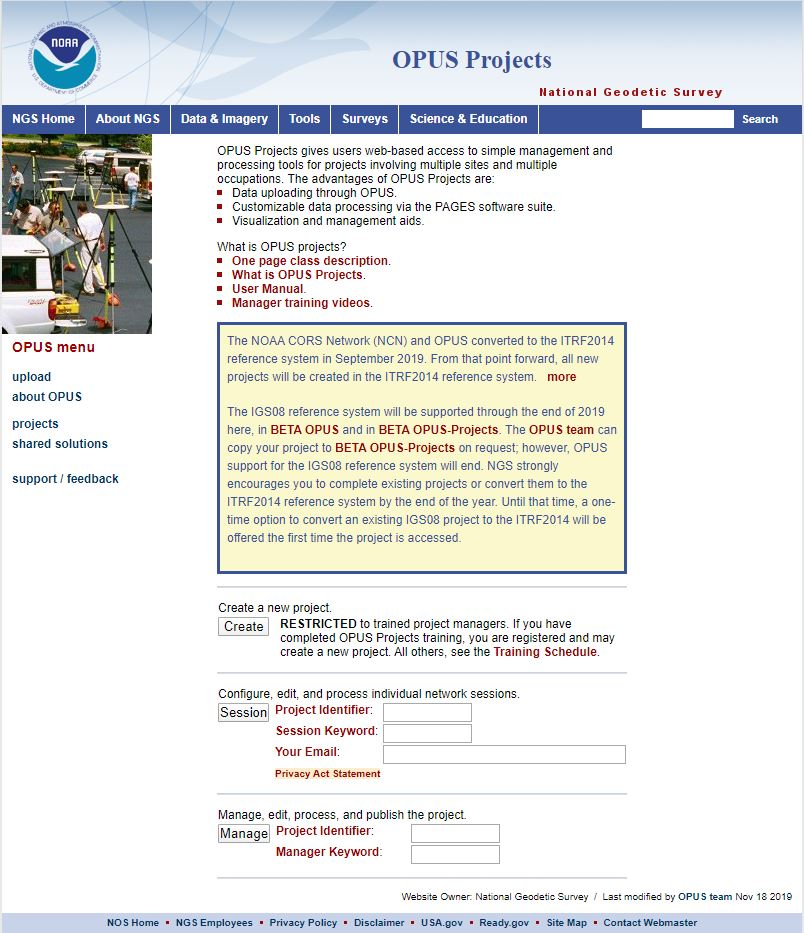 NATIONAL OCEANIC AND ATMOSPHERIC ADMINISTRATION
U.S. DEPARTMENT OF COMMERCE
NOAA
OPUS Projects
National Geodetic Survey
NGS Home
About NGS
Data & Imagery
Tools
Surveys
Science & Education
Search
OPUS Projects gives users web-based access to simple management and
processing tools for projects involving multiple sites and multiple
occupations. The advantages of OPUS Projects are:
Data uploading through OPUS.
Customizable data processing via the PAGES software suite.
Visualization and management aids.
What is OPUS projects?
One page class description.
What is OPUS Projects.
User Manual.
Manager training videos.
OPUS menu
upload
about OPUS
projects
shared solutions
support / feedback
The NOAA CORS Network (NCN) and OPUS converted to the ITRF2014
reference system in September 2019. From that point forward, all new
projects will be created in the ITRF2014 reference system. more
The IGS08 reference system will be supported through the end of 2019
here, in BETA OPUS and in BETA OPUS-Projects. The OPUS team can
copy your project to BETA OPUS-Projects on request; however, OPUS
support for the IGS08 reference system will end. NGS strongly
encourages you to complete existing projects or convert them to the
ITRF2014 reference system by the end of the year. Until that time, a one-
time option to convert an existing IGS08 project to the ITRF2014 will be
offered the first time the project is accessed.
Create a new project.
Create
RESTRICTED to trained project managers. If you have
completed OPUS Projects training, you are registered and may
create a new project. All others, see the Training Schedule.
Configure, edit, and process individual network sessions.
Session
Project Identifier:
Session Keyword:
Your Email:
Privacy Act Statement
Manage, edit, process, and publish the project.
Manage
Project Identifier:
Manager Keyword:
Website Owner: National Geodetic Survey / Last modified by OPUS team Nov 18 2019
NOS Home ▪ NGS Employees ▪ Privacy Policy ▪ Disclaimer ▪ USA.gov ▪ Ready.gov ▪ Site Map ▪ Contact Webmaster